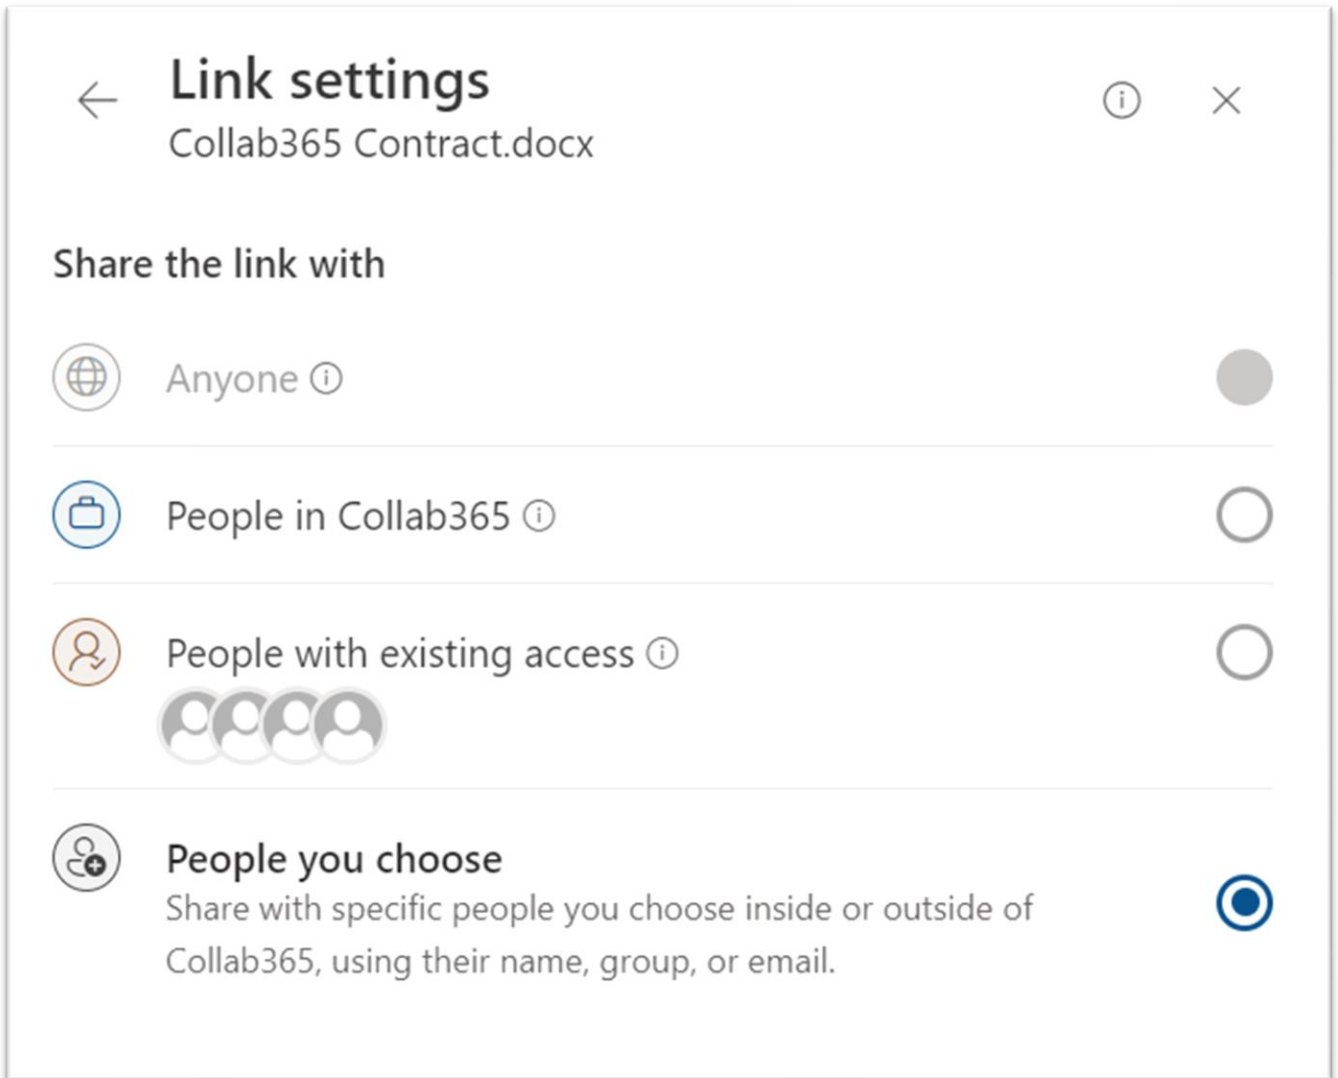 Link settings
Collab365 Contract.docx
Share the link with
Anyone
People in Collab365
People with existing access
People you choose
Share with specific people you choose inside or outside of
Collab365, using their name, group, or email.